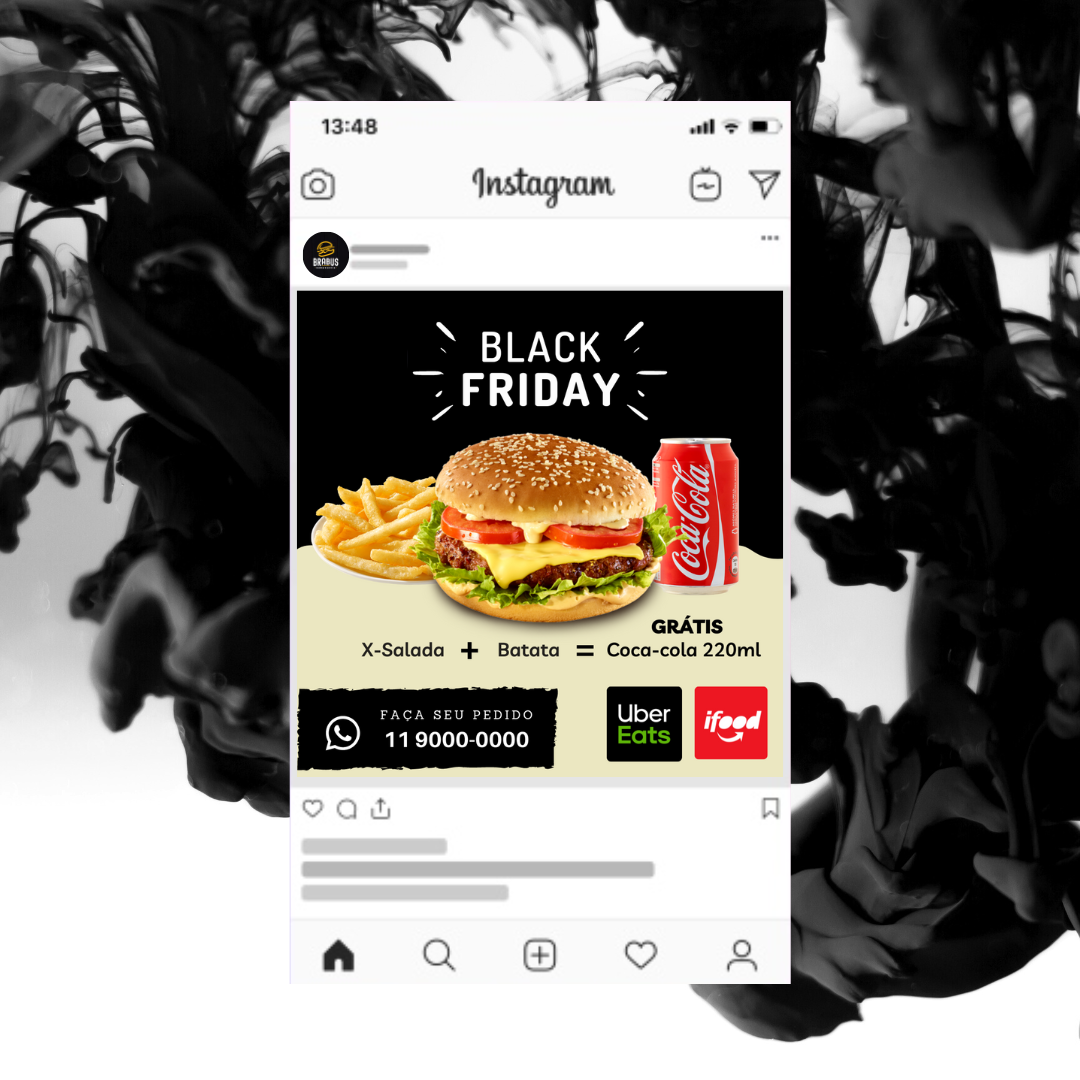 13:48
Instagram
BRABUS
BLACK
FRIDAY
Coca-Cola
GRÁTIS
X-Salada + Batata = Coca-cola 220ml
FAÇA SEU PEDIDO
11 9000-0000
Uber
Eats
ifood